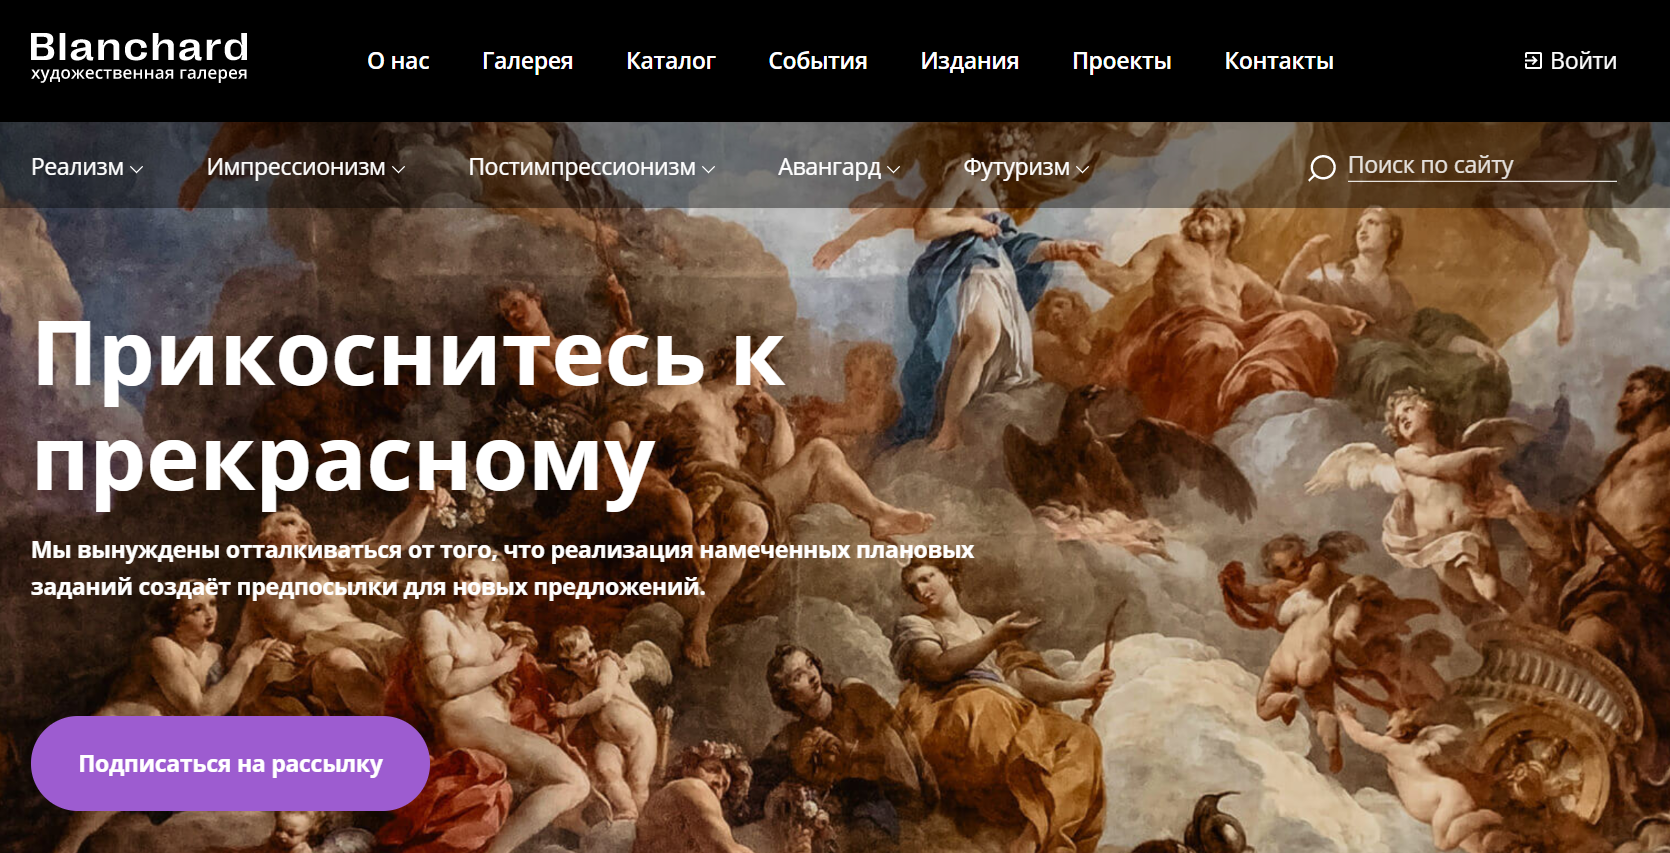 Blanchard
художественная галерея
О нас Галерея Каталог События Издания Проекты Контакты Войти
Реализм Импрессионизм Постимпрессионизм Авангард Футуризм Поиск по сайту
Прикоснитесь к
прекрасному
Мы вынуждены отталкиваться от того, что реализация намеченных плановых
заданий создаёт предпосылки для новых предложений.
Подписаться на рассылку